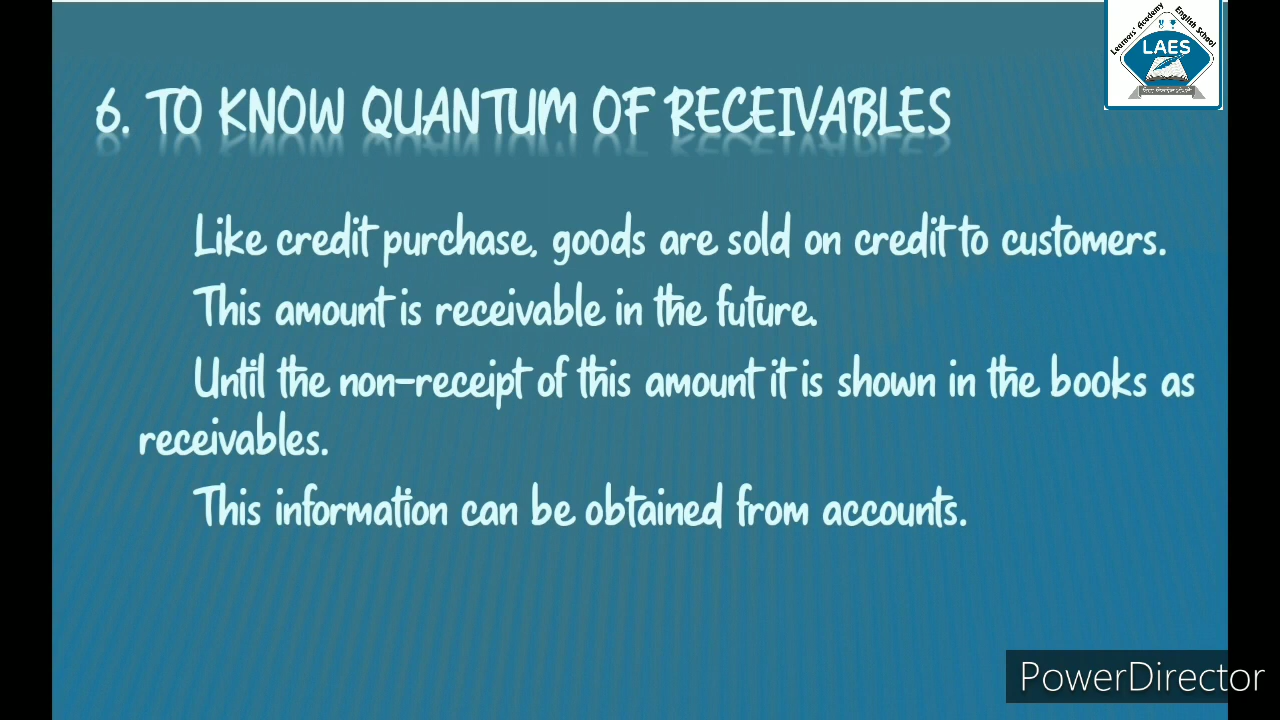 Learners' Academy English School
LAES
6. TO KNOW QUANTUM OF RECEIVABLES
Like credit purchase, goods are sold on credit to customers.
This amount is receivable in the future.
Until the non-receipt of this amount it is shown in the books as
receivables.
This information can be obtained from accounts.
PowerDirector